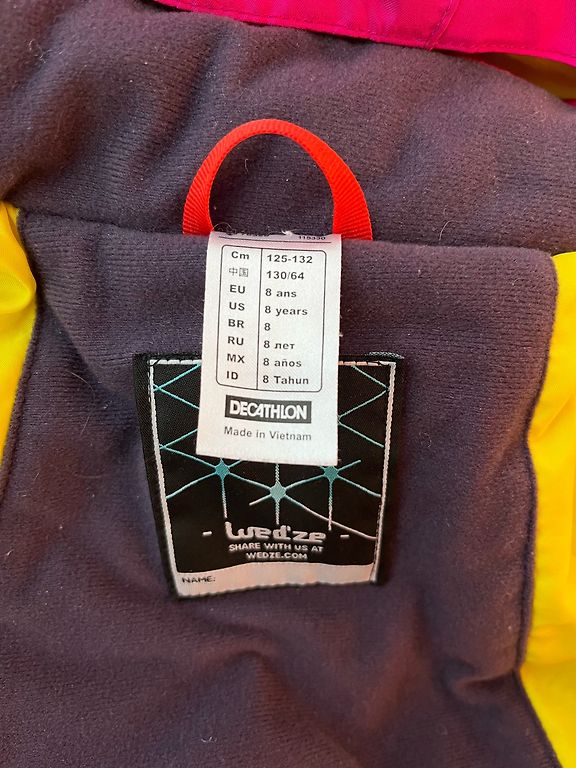 Cm 125-132
中国 130/64
EU 8 ans
US 8 years
BR 8
RU 8 лет
MX 8 años
ID 8 Tahun
DECATHLON
Made in Vietnam
- Wed'ze -
SHARE WITH US AT
WEDZE.COM
NAME: